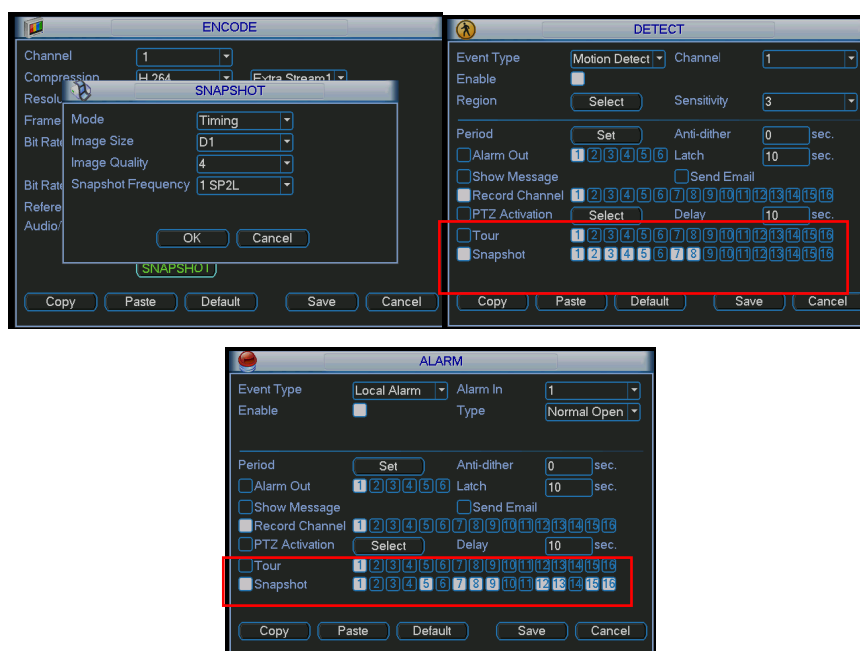 ENCODE
Channel 1
Compression H.264 Extra Stream1
SNAPSHOT
Mode Timing
Image Size D1
Image Quality 4
Snapshot Frequency 1 SP2L
OK Cancel
Resolu
Frame
Bit Rate
Bit Rate
Refere
Audio/
SNAPSHOT
Copy Paste Default Save Cancel
DETECT
Event Type Motion Detect Channel 1
Enable
Region Select Sensitivity 3
Period Set Anti-dither 0 sec.
Alarm Out 1 2 3 4 5 6 Latch 10 sec.
Show Message Send Email
Record Channel 1 2 3 4 5 6 7 8 9 10 11 12 13 14 15 16
PTZ Activation Select Delay 10 sec.
Tour 1 2 3 4 5 6 7 8 9 10 11 12 13 14 15 16
Snapshot 1 2 3 4 5 6 7 8 9 10 11 12 13 14 15 16
Copy Paste Default Save Cancel
ALARM
Event Type Local Alarm Alarm In 1
Enable Type Normal Open
Period Set Anti-dither 0 sec.
Alarm Out 1 2 3 4 5 6 Latch 10 sec.
Show Message Send Email
Record Channel 1 2 3 4 5 6 7 8 9 10 11 12 13 14 15 16
PTZ Activation Select Delay 10 sec.
Tour 1 2 3 4 5 6 7 8 9 10 11 12 13 14 15 16
Snapshot 1 2 3 4 5 6 7 8 9 10 11 12 13 14 15 16
Copy Paste Default Save Cancel